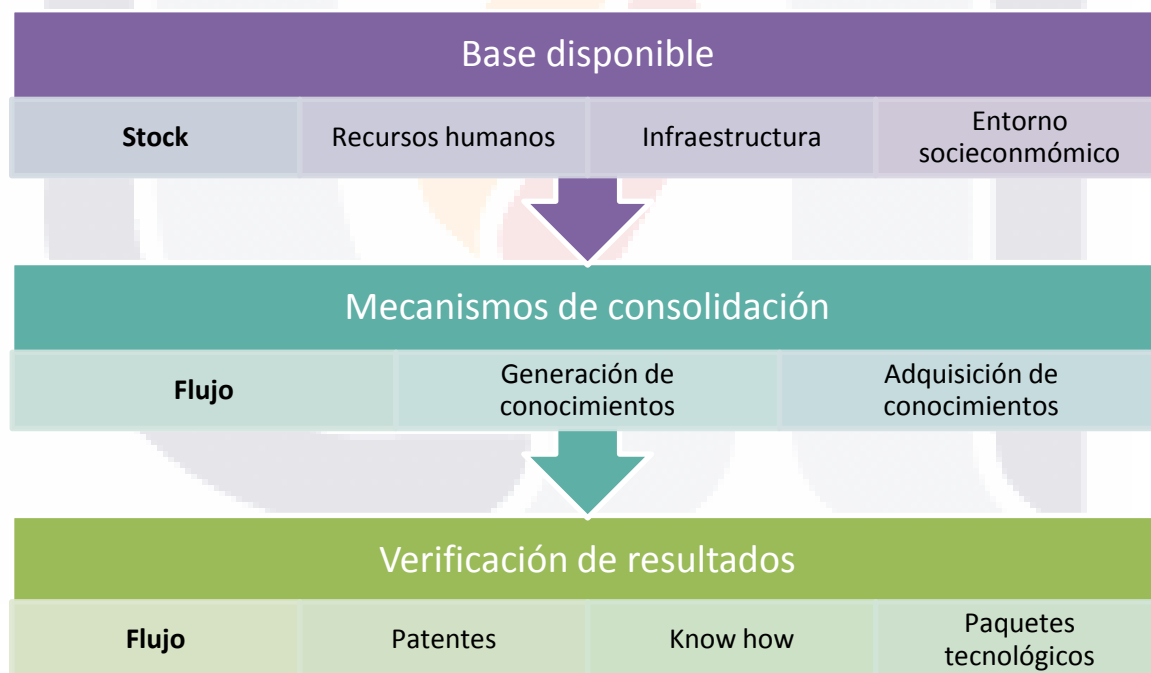 Base disponible
Stock
Recursos humanos
Infraestructura
Entorno
socieconmómico
Mecanismos de consolidación
Flujo
Generación de
conocimientos
Adquisición de
conocimientos
Verificación de resultados
Flujo
Patentes
Know how
Paquetes
tecnológicos